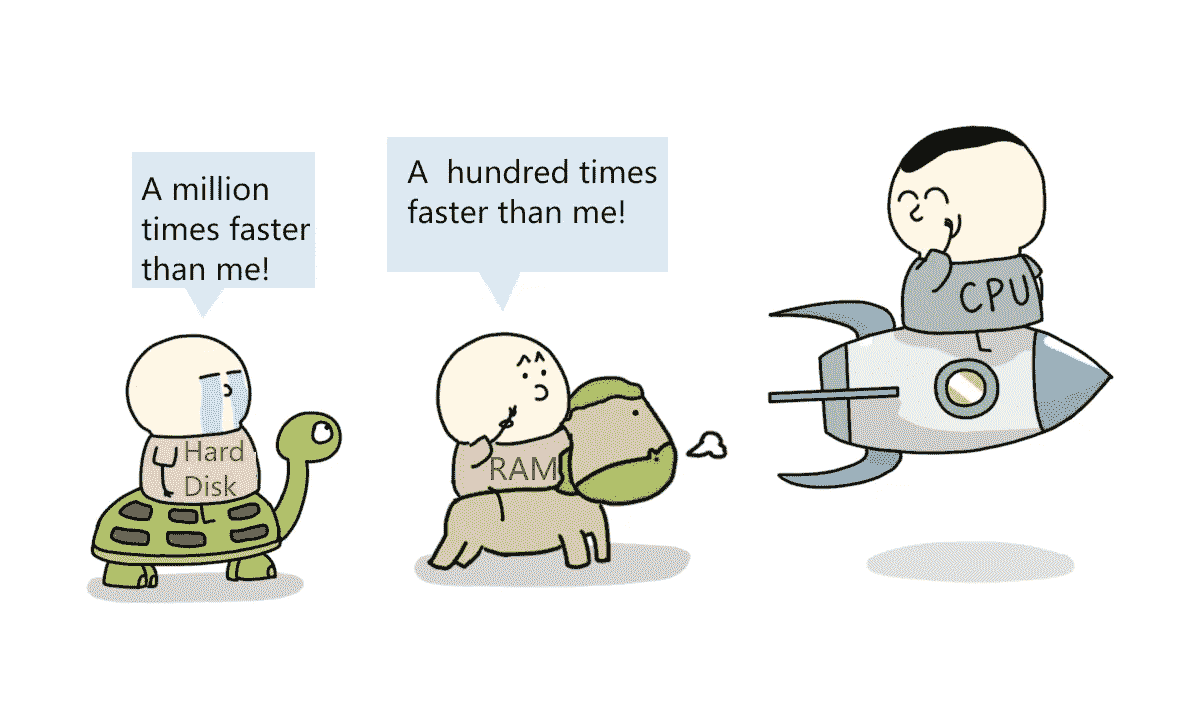 A million
times faster
than me!
A  hundred times
faster than me!
Hard
Disk
RAM
CPU